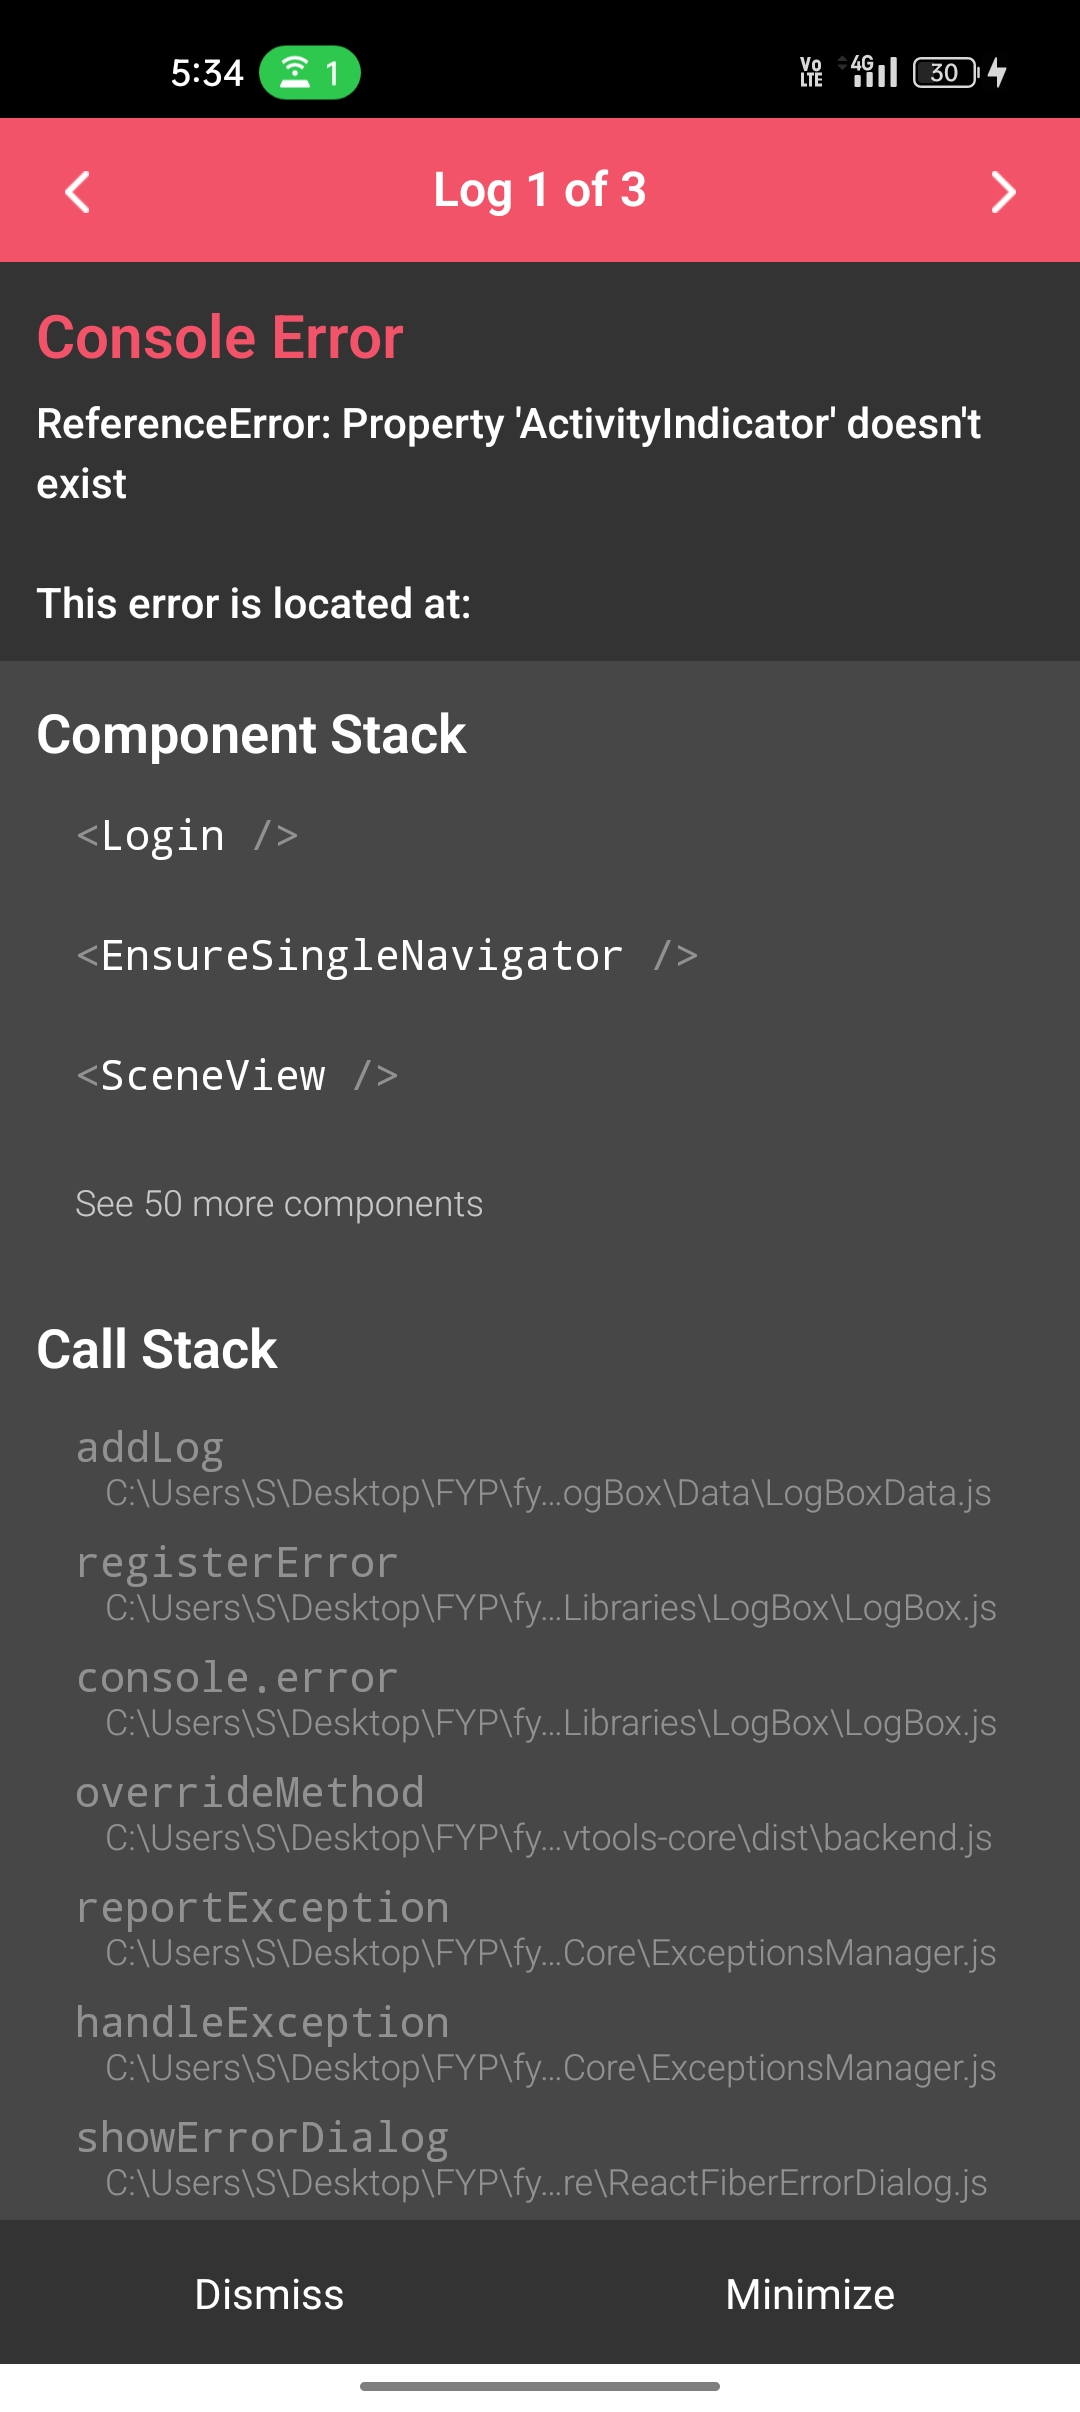 5:34 1 Vo LTE 4G 30
Log 1 of 3
Console Error
ReferenceError: Property 'ActivityIndicator' doesn't
exist
This error is located at:
Component Stack
<Login />
<EnsureSingleNavigator />
<SceneView />
See 50 more components
Call Stack
addLog
C:\Users\S\Desktop\FYP\fy...ogBox\Data\LogBoxData.js
registerError
C:\Users\S\Desktop\FYP\fy...Libraries\LogBox\LogBox.js
console.error
C:\Users\S\Desktop\FYP\fy...Libraries\LogBox\LogBox.js
overrideMethod
C:\Users\S\Desktop\FYP\fy...vtools-core\dist\backend.js
reportException
C:\Users\S\Desktop\FYP\fy...Core\ExceptionsManager.js
handleException
C:\Users\S\Desktop\FYP\fy...Core\ExceptionsManager.js
showErrorDialog
C:\Users\S\Desktop\FYP\fy...re\ReactFiberErrorDialog.js
Dismiss Minimize